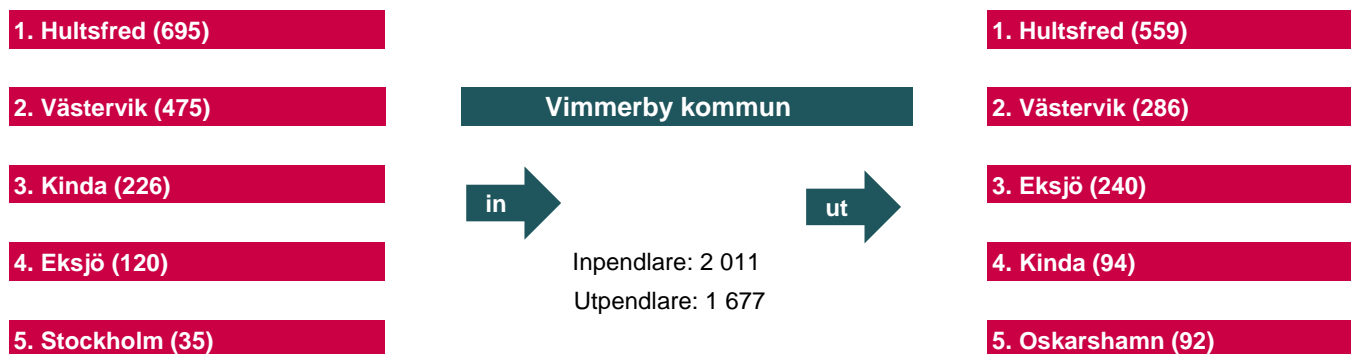 1. Hultsfred (695)
2. Västervik (475)
3. Kinda (226)
4. Eksjö (120)
5. Stockholm (35)
Vimmerby kommun
in
ut
Inpendlare: 2 011
Utpendlare: 1 677
1. Hultsfred (559)
2. Västervik (286)
3. Eksjö (240)
4. Kinda (94)
5. Oskarshamn (92)